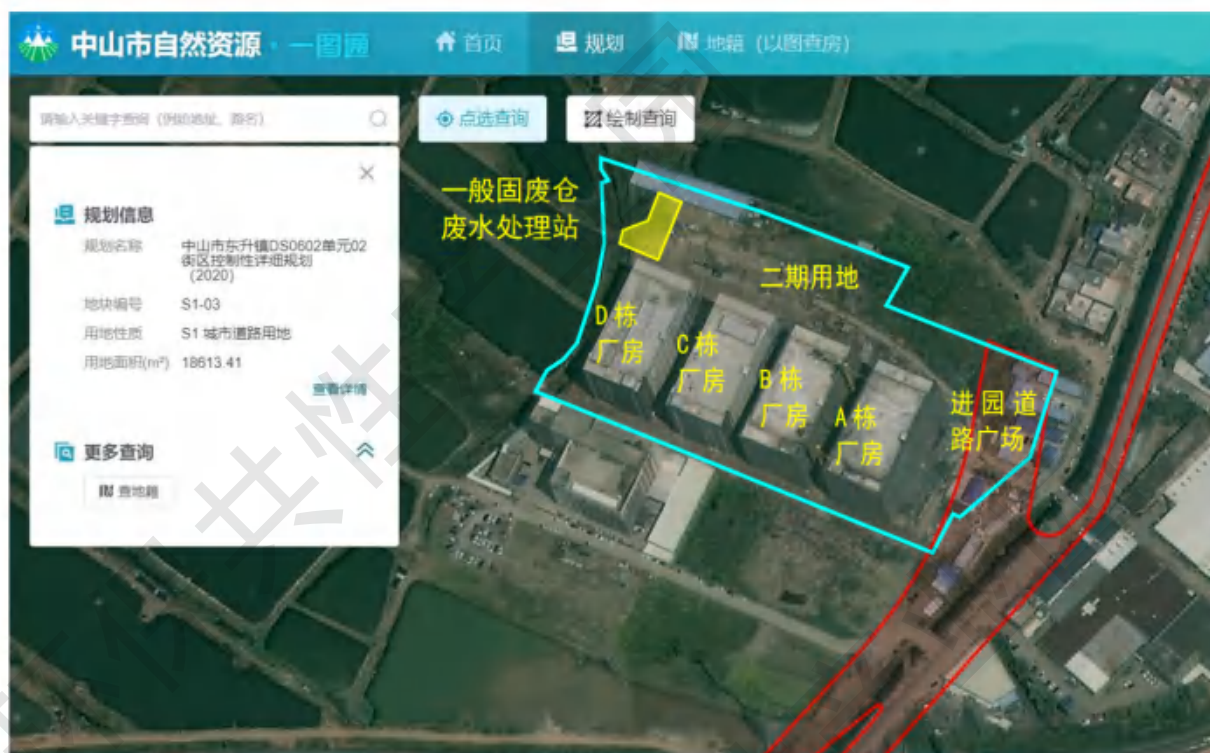 中山市自然资源·一图通
首页
规划
地籍（以图查房）
请输入关键字查询（例如地址、路名）
点选查询
绘制查询
规划信息
规划名称
中山市东升镇DS0602单元02
街区控制性详细规划
（2020）
地块编号
S1-03
用地性质
S1 城市道路用地
用地面积(m²)
18613.41
查看详情
更多查询
查地籍
一般固废仓
废水处理站
二期用地
D栋
厂房
C栋
厂房
B栋
厂房
A栋
厂房
进园道
路广场